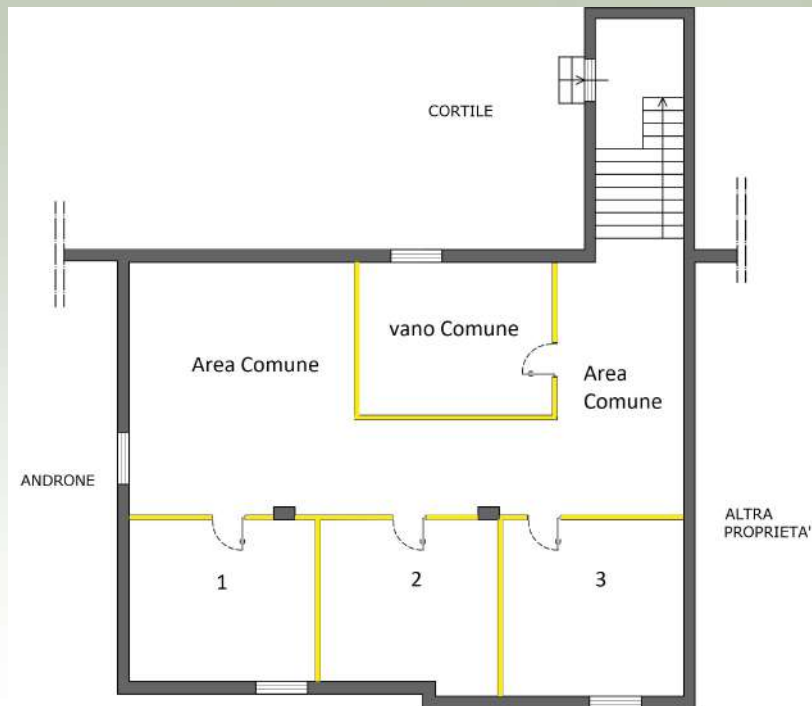 CORTILE
vano Comune
Area Comune
Area
Comune
ANDRONE
ALTRA
PROPRIETA'
1
2
3